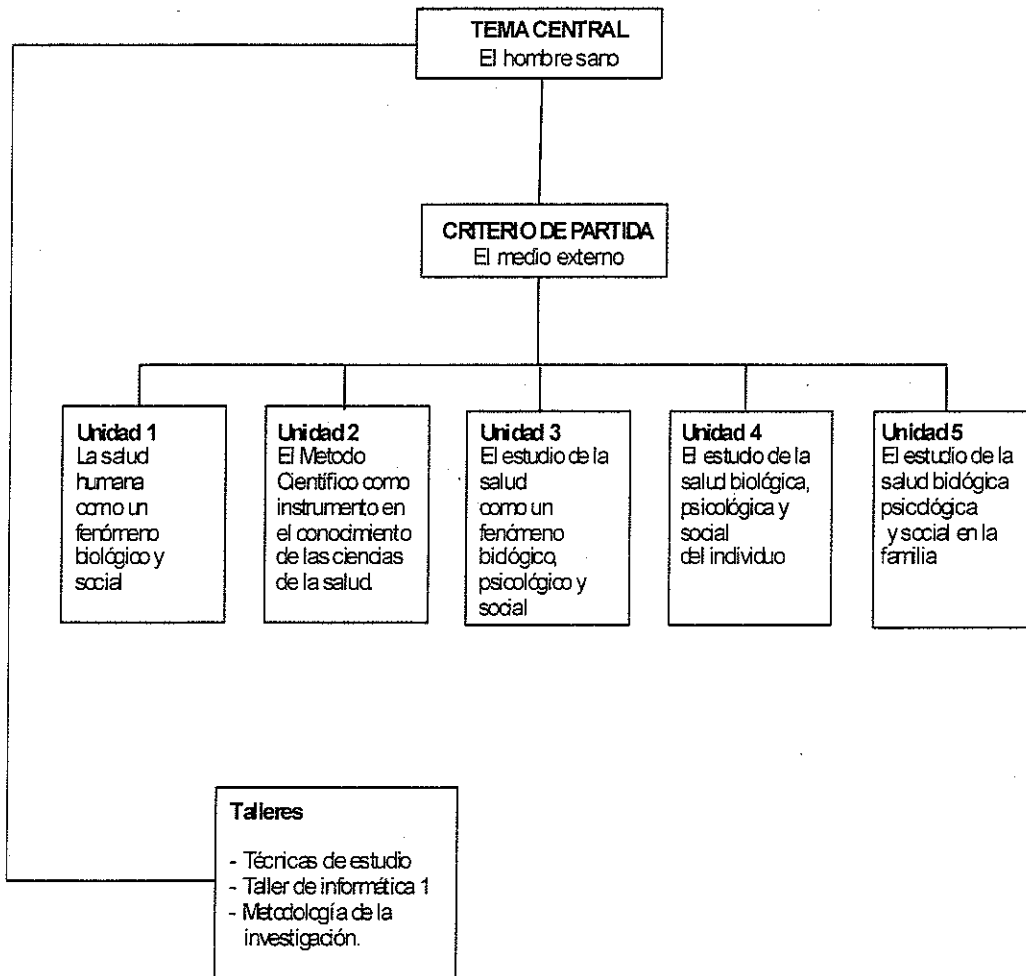 TEMA CENTRAL
El hombre sano
CRITERIO DE PARTIDA
El medio externo
Unidad 1
La salud
humana
como un
fenómeno
biológico y
social
Unidad 2
El Metodo
Científico como
instrumento en
el conocimiento
de las ciencias
de la salud.
Unidad 3
El estudio de la
salud
como un
fenómeno
biológico,
psicológico y
social
Unidad 4
El estudio de la
salud biológica,
psicológica y
social
del individuo
Unidad 5
El estudio de la
salud biológica
psicológica
y social en la
familia
Talleres
- Técnicas de estudio
- Taller de informática 1
- Metodología de la
investigación.